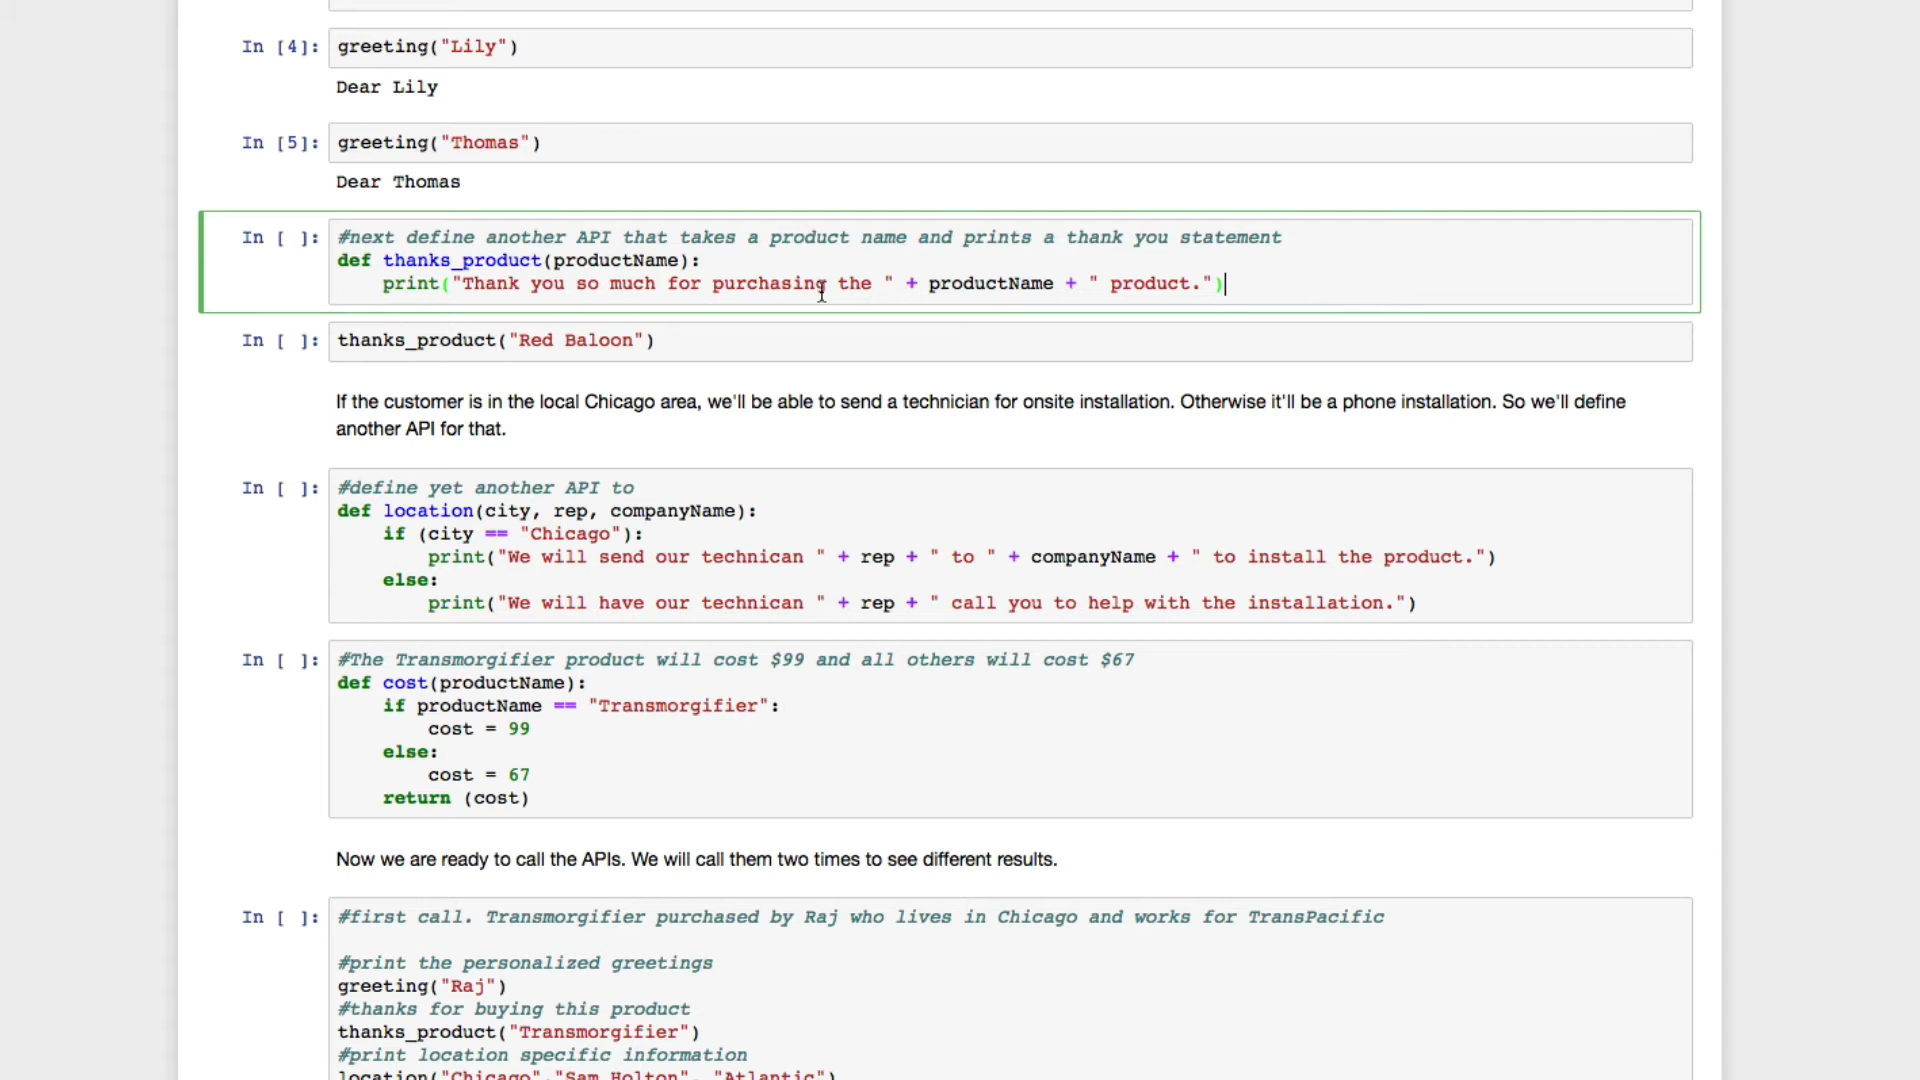 In [4]: greeting("Lily")
Dear Lily
In [5]: greeting("Thomas")
Dear Thomas
In [ ]: #next define another API that takes a product name and prints a thank you statement
def thanks_product(productName):
    print("Thank you so much for purchasing the " + productName + " product.")
In [ ]: thanks_product("Red Baloon")
If the customer is in the local Chicago area, we'll be able to send a technician for onsite installation. Otherwise it'll be a phone installation. So we'll define
another API for that.
In [ ]: #define yet another API to
def location(city, rep, companyName):
    if (city == "Chicago"):
        print("We will send our technican " + rep + " to " + companyName + " to install the product.")
    else:
        print("We will have our technican " + rep + " call you to help with the installation.")
In [ ]: #The Transmorgifier product will cost $99 and all others will cost $67
def cost(productName):
    if productName == "Transmorgifier":
        cost = 99
    else:
        cost = 67
    return (cost)
Now we are ready to call the APIs. We will call them two times to see different results.
In [ ]: #first call. Transmorgifier purchased by Raj who lives in Chicago and works for TransPacific
#print the personalized greetings
greeting("Raj")
#thanks for buying this product
thanks_product("Transmorgifier")
#print location specific information
location("Chicago","Sam Holton", "Atlantic")